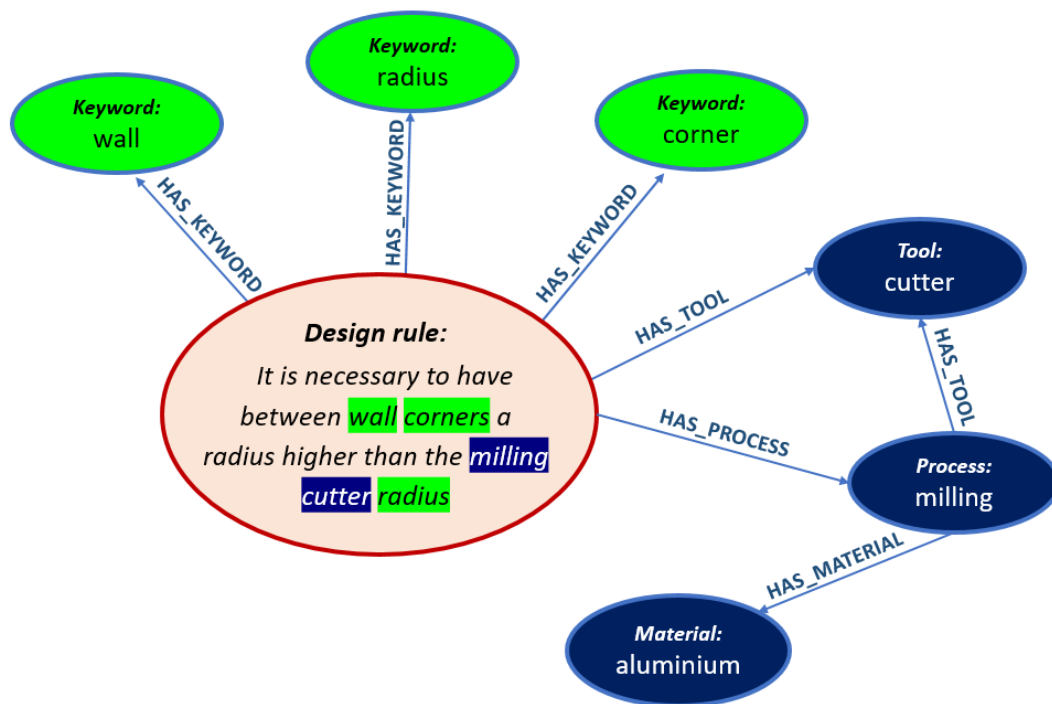 Keyword:
radius
Keyword:
wall
Keyword:
corner
HAS_KEYWORD
HAS_KEYWORD
HAS_KEYWORD
Tool:
cutter
HAS_TOOL
HAS_TOOL
Design rule:
It is necessary to have
between wall corners a
radius higher than the milling
cutter radius
HAS_PROCESS
Process:
milling
HAS_MATERIAL
Material:
aluminium